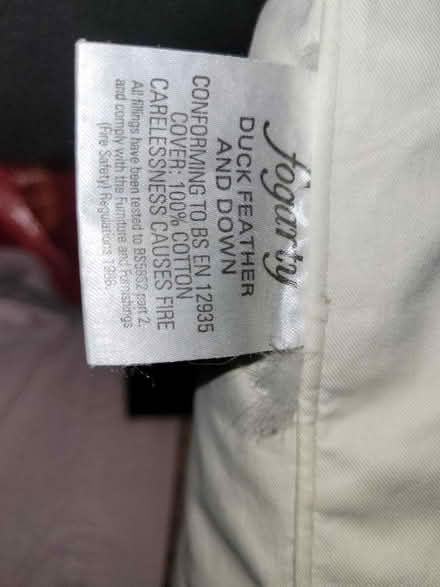 fogarty
DUCK FEATHER
AND DOWN
CONFORMING TO BS EN 12935
COVER: 100% COTTON
CARELESSNESS CAUSES FIRE
All fillings have been tested to BS5852 part 2.
and comply with the Furniture and Furnishings
(Fire Safety) Regulations